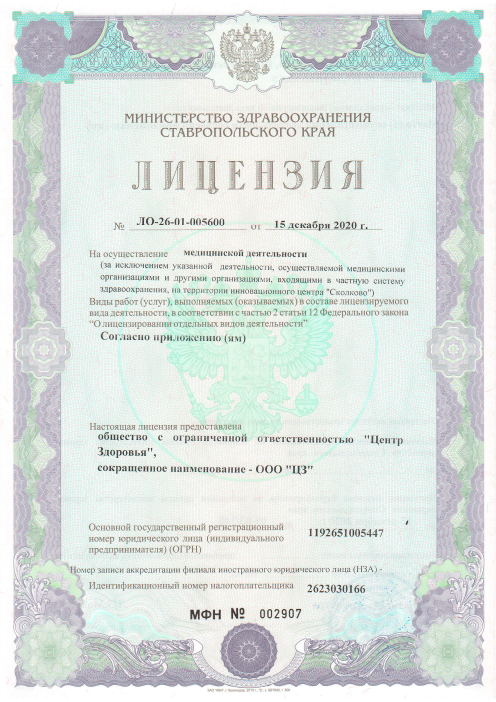 МИНИСТЕРСТВО ЗДРАВООХРАНЕНИЯ
СТАВРОПОЛЬСКОГО КРАЯ
ЛИЦЕНЗИЯ
№ ЛО-26-01-005600 от 15 декабря 2020 г.
На осуществление медицинской деятельности
(за исключением указанной деятельности, осуществляемой медицинскими
организациями и другими организациями, входящими в частную систему
здравоохранения, на территории инновационного центра "Сколково")
Виды работ (услуг), выполняемых (оказываемых) в составе лицензируемого
вида деятельности, в соответствии с частью 2 статьи 12 Федерального закона
“О лицензировании отдельных видов деятельности”
Согласно приложению (ям)
Настоящая лицензия предоставлена
общество с ограниченной ответственностью "Центр
Здоровья",
сокращенное наименование - ООО "ЦЗ"
Основной государственный регистрационный
номер юридического лица (индивидуального
предпринимателя) (ОГРН) 1192651005447
Номер записи аккредитации филиала иностранного юридического лица (НЗА) -
Идентификационный номер налогоплательщика 2623030166
МФН № 002907